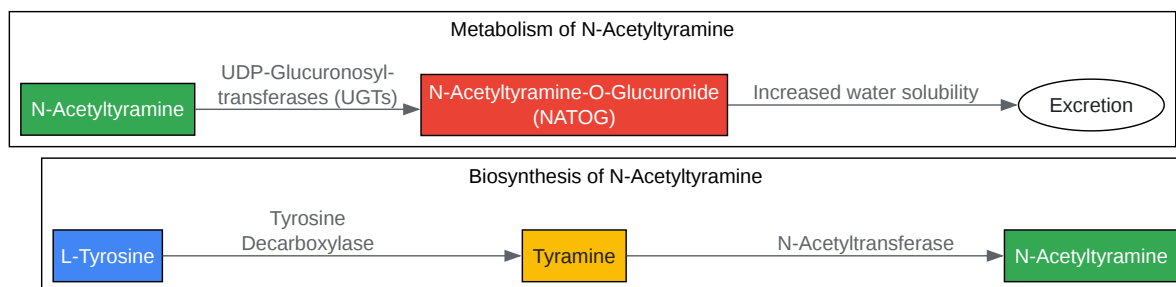 Metabolism of N-Acetyltyramine
N-Acetyltyramine
UDP-Glucuronosyl-
transferases (UGTs)
N-Acetyltyramine-O-Glucuronide
(NATOG)
Increased water solubility
Excretion
Biosynthesis of N-Acetyltyramine
L-Tyrosine
Tyrosine
Decarboxylase
Tyramine
N-Acetyltransferase
N-Acetyltyramine